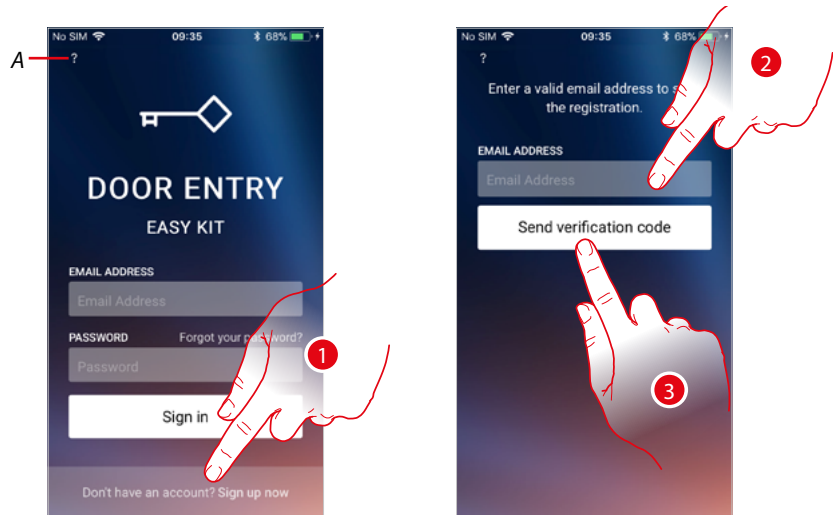 No SIM 09:35 68%
A
?
DOOR ENTRY
EASY KIT
EMAIL ADDRESS
Email Address
PASSWORD Forgot your password?
Password
1
Sign in
Don't have an account? Sign up now
No SIM 09:35 68%
2
?
Enter a valid email address to
the registration.
EMAIL ADDRESS
Email Address
Send verification code
3